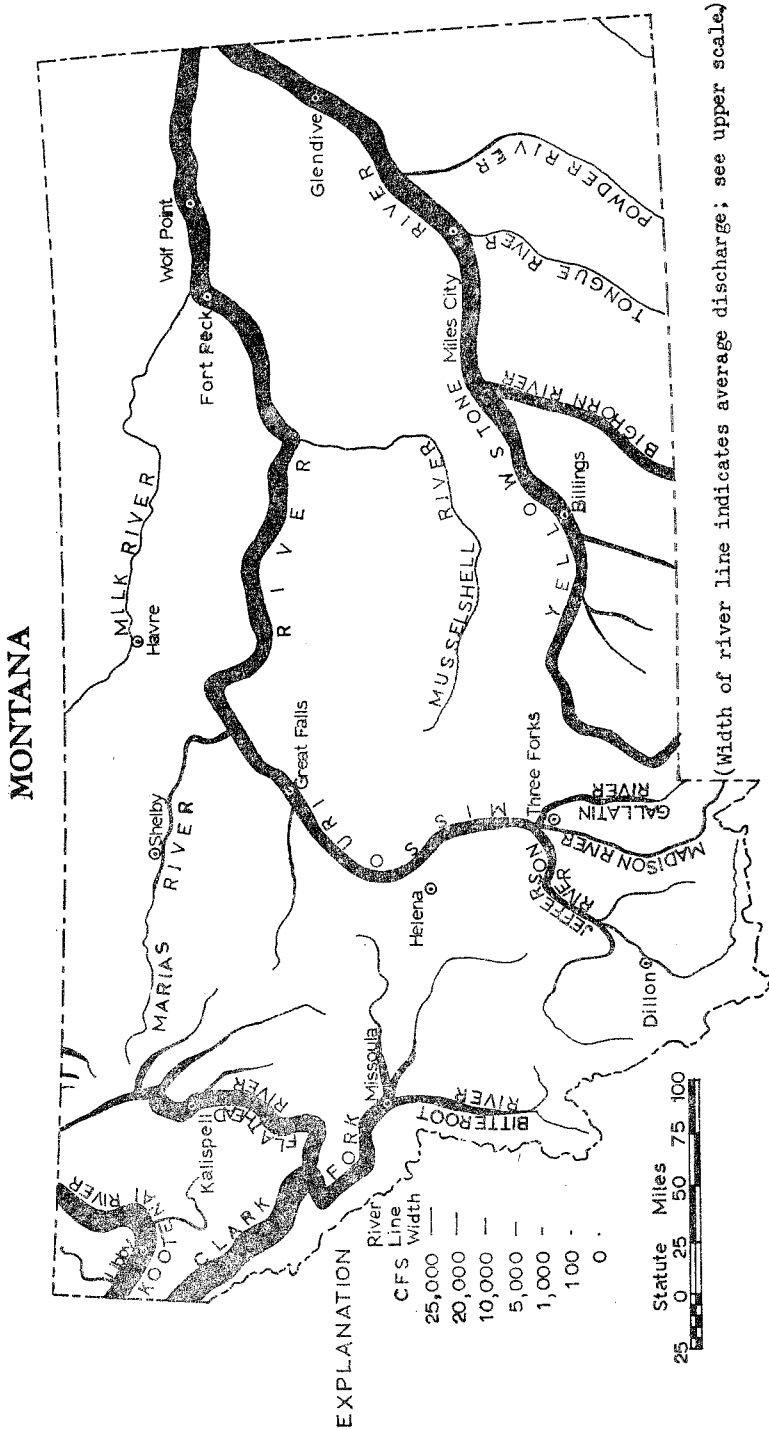 MONTANA
Wolf Point
Fort Peck
Glendive
MILK RIVER
Havre
RIVER
Miles City
POWDER RIVER
TONGUE RIVER
BIGHORN RIVER
YELLOWSTONE
Billings
MUSSELSHELL RIVER
RIVER
Shelby
MARIAS RIVER
Great Falls
MISSOURI
Helena
Three Forks
GALLATIN RIVER
MADISON RIVER
JEFFERSON RIVER
Dillon
Missoula
BITTERROOT RIVER
FLATHEAD RIVER
Kalispell
KOOTENAI RIVER
Libby
CLARK FORK
EXPLANATION
CFS River Line Width
25,000
20,000
10,000
5,000
1,000
100
0
Statute Miles
25 0 25 50 75 100
(Width of river line indicates average discharge; see upper scale.)